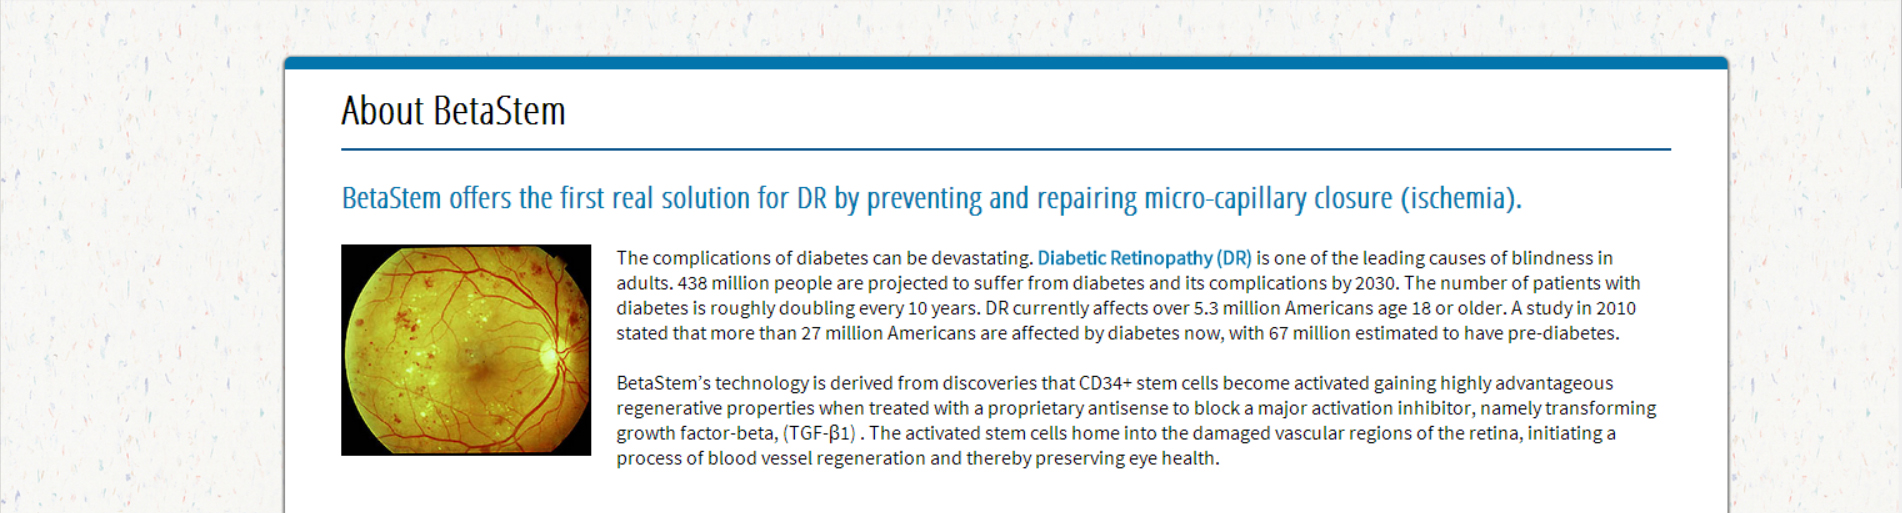 About BetaStem
BetaStem offers the first real solution for DR by preventing and repairing micro-capillary closure (ischemia).
The complications of diabetes can be devastating. Diabetic Retinopathy (DR) is one of the leading causes of blindness in
adults. 438 million people are projected to suffer from diabetes and its complications by 2030. The number of patients with
diabetes is roughly doubling every 10 years. DR currently affects over 5.3 million Americans age 18 or older. A study in 2010
stated that more than 27 million Americans are affected by diabetes now, with 67 million estimated to have pre-diabetes.
BetaStem’s technology is derived from discoveries that CD34+ stem cells become activated gaining highly advantageous
regenerative properties when treated with a proprietary antisense to block a major activation inhibitor, namely transforming
growth factor-beta, (TGF-β1) . The activated stem cells home into the damaged vascular regions of the retina, initiating a
process of blood vessel regeneration and thereby preserving eye health.